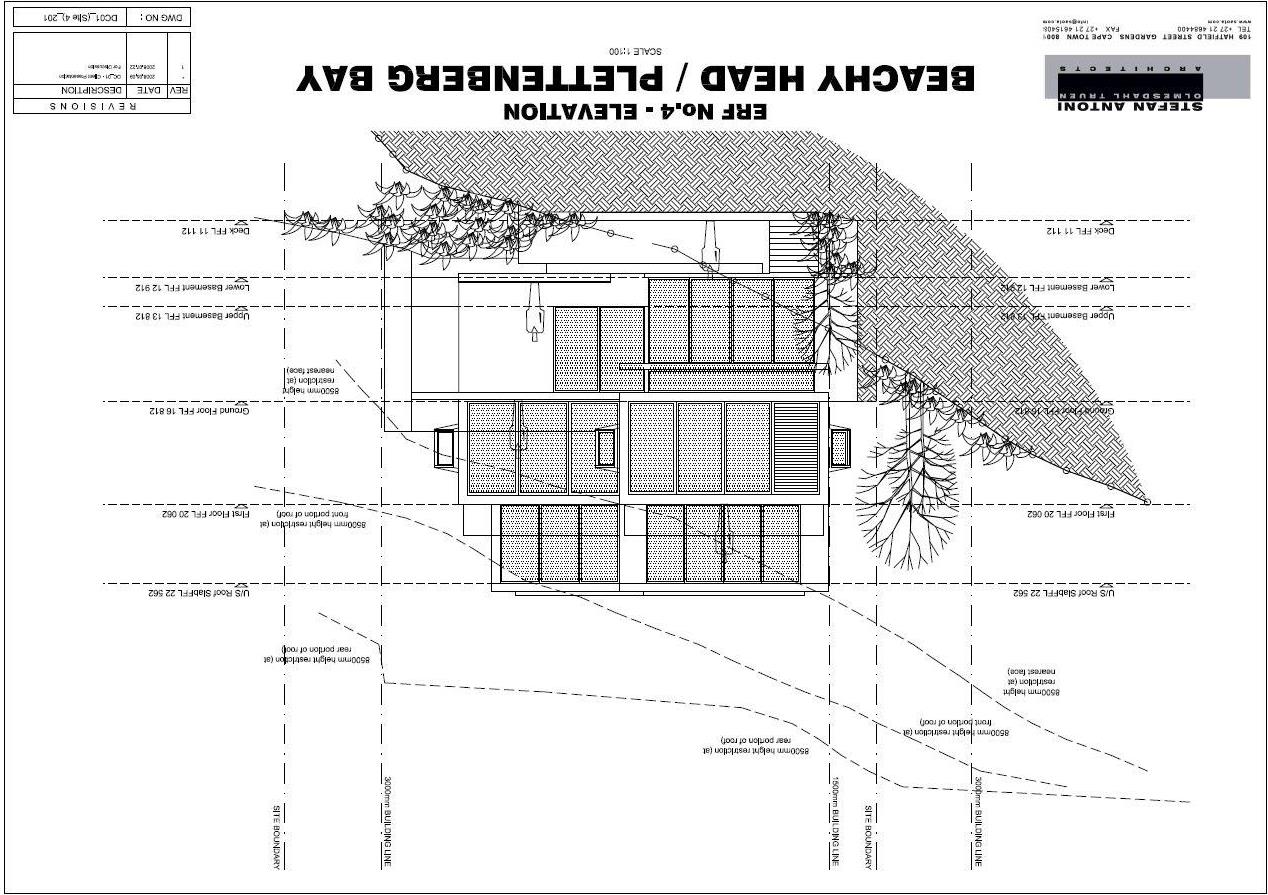 3000mm BUILDING LINE
SITE BOUNDARY
1500mm BUILDING LINE
3000mm BUILDING LINE
SITE BOUNDARY
8500mm height restriction (at
rear portion of roof)
8500mm height restriction (at
front portion of roof)
8500mm height
restriction (at
nearest face)
8500mm height restriction (at
rear portion of roof)
U/S Roof SlabFFL 22 562
U/S Roof SlabFFL 22 562
8500mm height restriction (at
front portion of roof)
First Floor FFL 20 062
First Floor FFL 20 062
Ground Floor FFL 16 812
Ground Floor FFL 16 812
8500mm height
restriction (at
nearest face)
Upper Basement FFL 13 812
Upper Basement FFL 13 812
Lower Basement FFL 12 912
Lower Basement FFL 12 912
Deck FFL 11 112
Deck FFL 11 112
STEFAN ANTONI
OLMESDAHL TRUEN
ARCHITECTS
109 HATFIELD STREET GARDENS CAPE TOWN 8001
TEL +27 21 4684400 FAX +27 21 4615408
www.saota.com info@saota.com
ERF No.4 - ELEVATION
BEACHY HEAD / PLETTENBERG BAY
SCALE 1:100
REVISIONS
REV DATE DESCRIPTION
* DC_01 - Client Presentation
1 For Discussion
DWG NO : DC01_(Site 4)_201